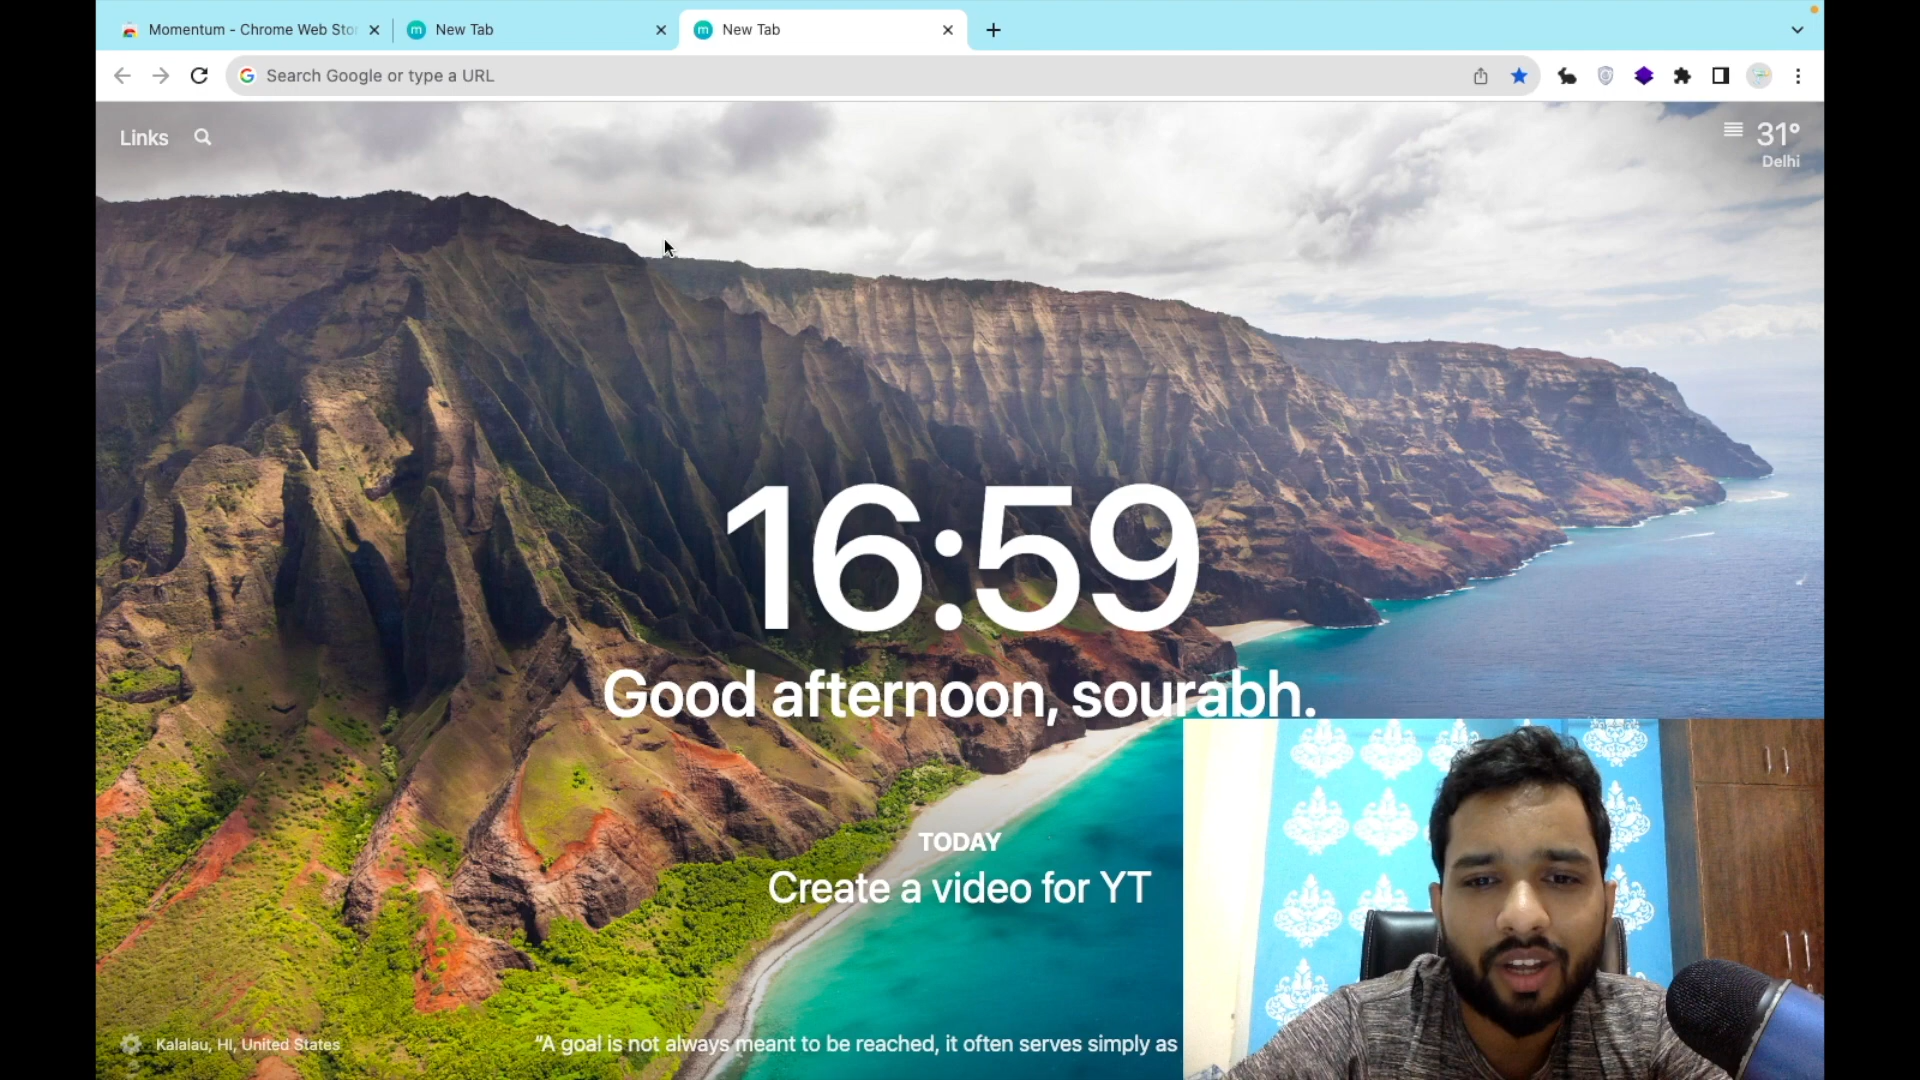 Momentum - Chrome Web Sto
New Tab
New Tab
Search Google or type a URL
Links
31°
Delhi
16:59
Good afternoon, sourabh.
TODAY
Create a video for YT
Kalalau, HI, United States
“A goal is not always meant to be reached, it often serves simply as